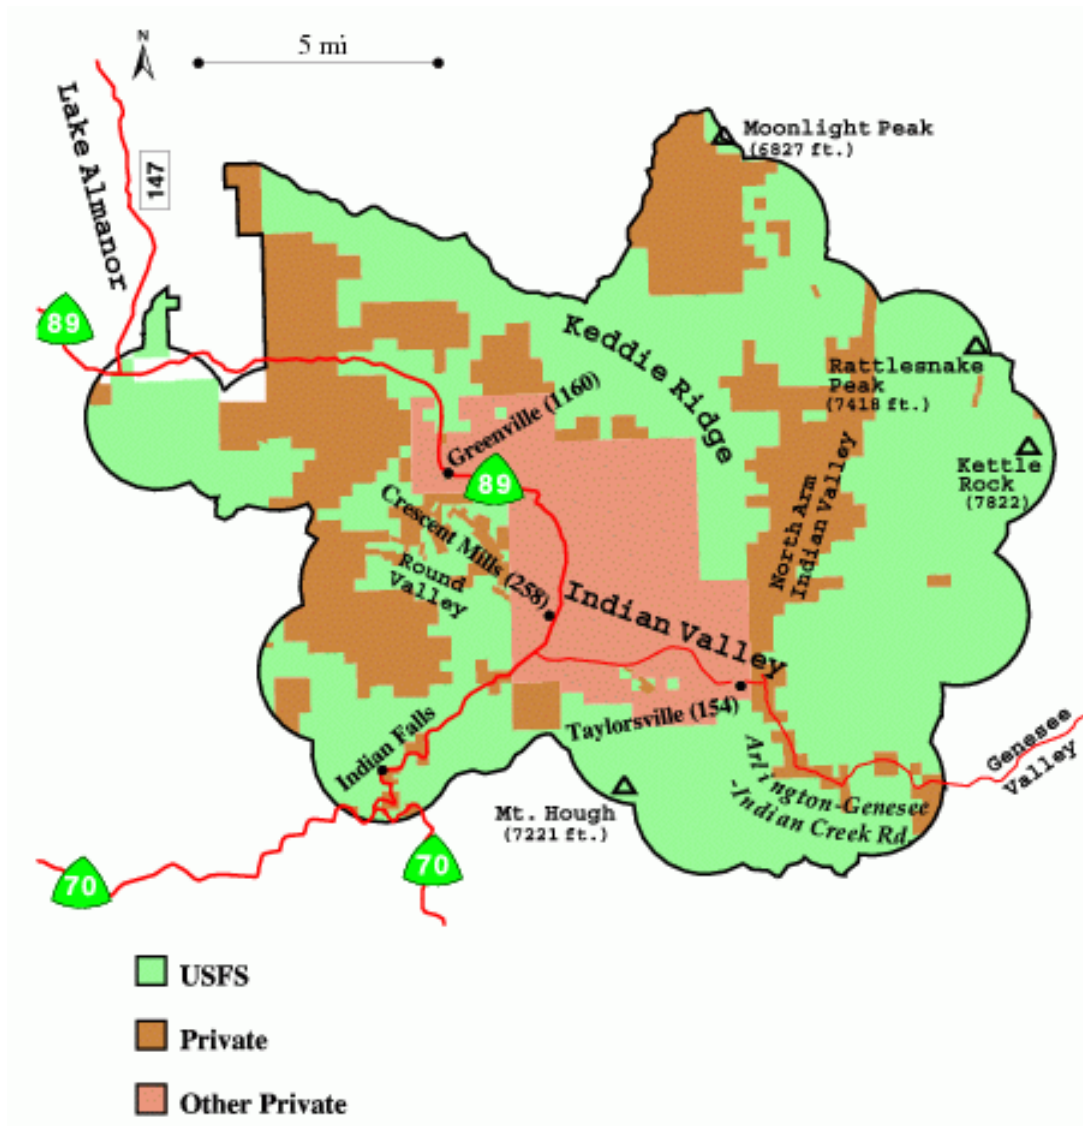 N
5 mi
Lake Almanor
147
Moonlight Peak
(6827 ft.)
89
Keddie Ridge
Rattlesnake
Peak
(7418 ft.)
Greenville (1160)
89
Kettle
Rock
(7822)
Crescent Mills (258)
North Arm
Indian Valley
Round
Valley
Indian Valley
Taylorsville (154)
Indian Falls
Genesee
Valley
Arlington-Genesee
-Indian Creek Rd
Mt. Hough
(7221 ft.)
70
70
USFS
Private
Other Private